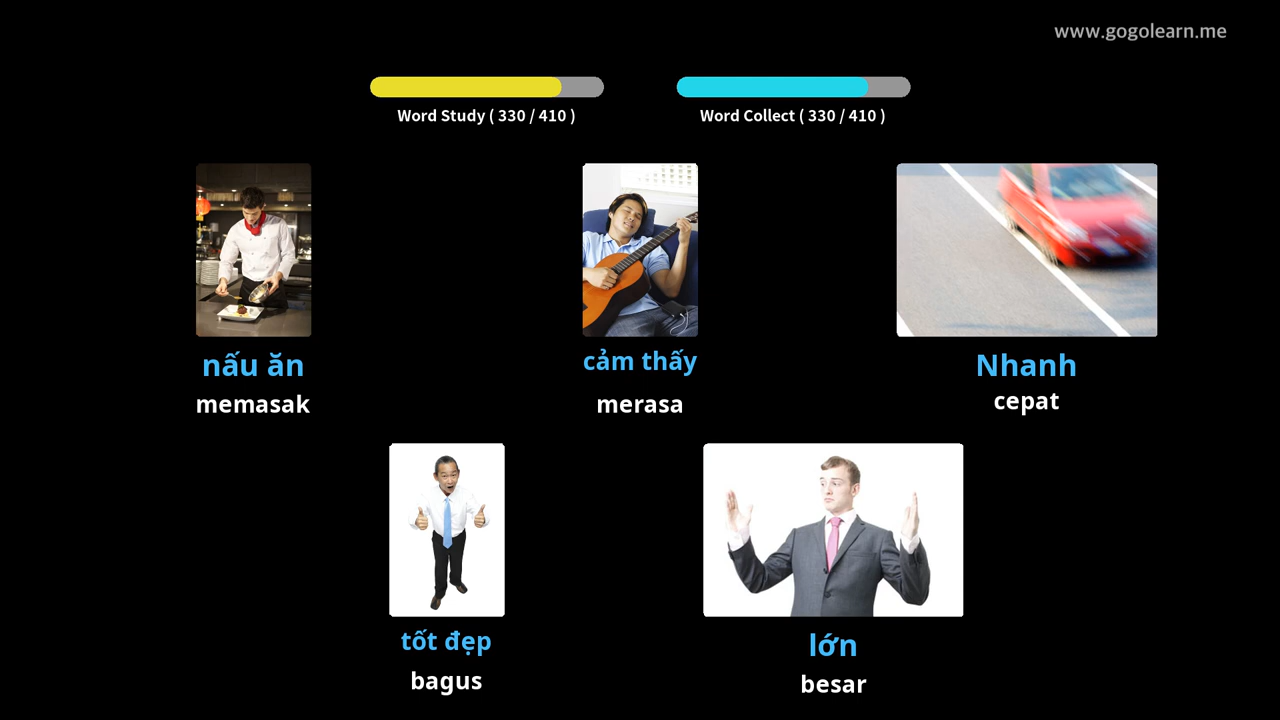 www.gogolearn.me
Word Study ( 330 / 410 )
Word Collect ( 330 / 410 )
nấu ăn
memasak
cảm thấy
merasa
Nhanh
cepat
tốt đẹp
bagus
lớn
besar